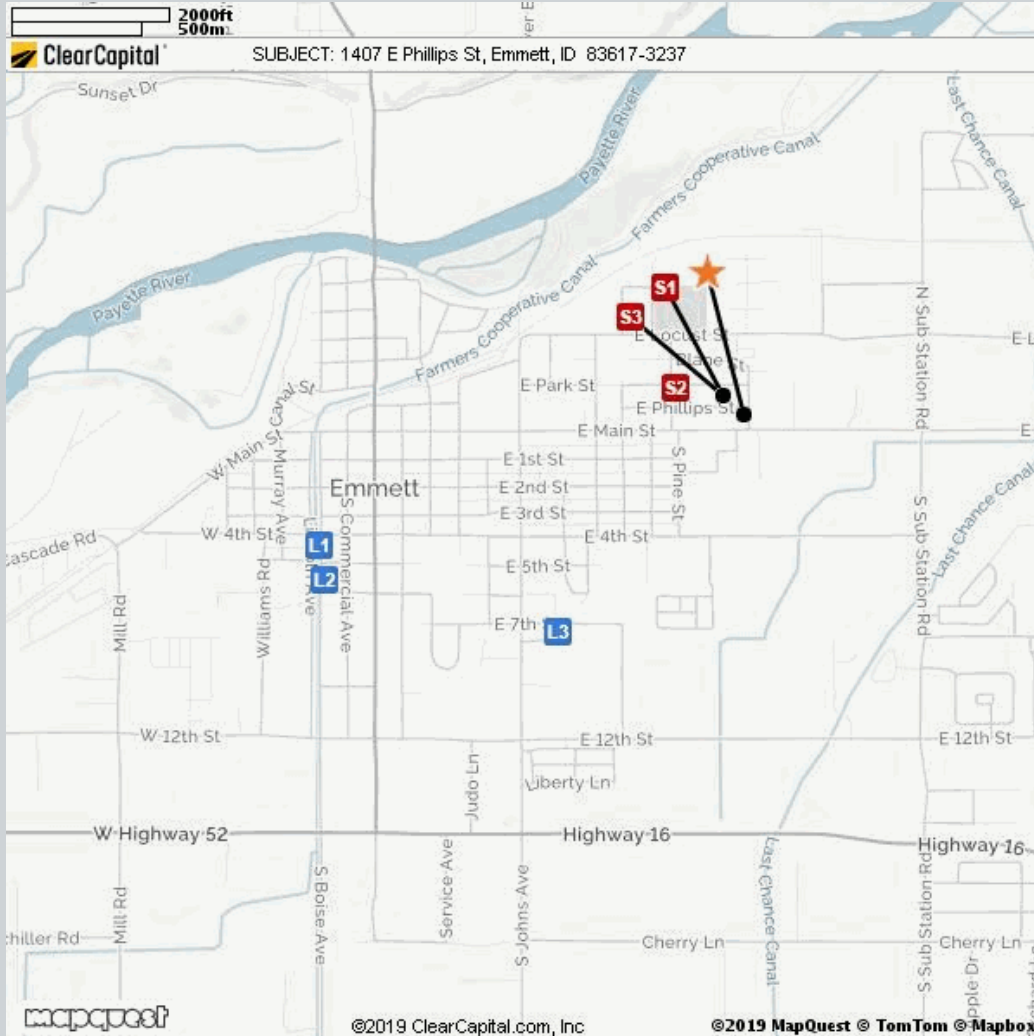 2000ft
500m
ClearCapital
SUBJECT: 1407 E Phillips St, Emmett, ID 83617-3237
Sunset Dr
Payette River
Last Chance Canal
Farmers Cooperative Canal
Payette River
Farmers Cooperative Canal
S1
S3
N Sub Station Rd
E Locust St
Blane St
E Park St
S2
Canal St
E Phillips St
E Main St
W Main St
S Murray Ave
E 1st St
S Pine St
Emmett
E 2nd St
S Commercial Ave
E 3rd St
S Sub Station Rd
Last Chance Canal
Cascade Rd
W 4th St
E 4th St
L1
L2
E 5th St
Williams Rd
Mill Rd
E 7th
L3
W 12th St
E 12th St
E 12th St
Judo Ln
Liberty Ln
W Highway 52
Highway 16
Highway 16
Mill Rd
S Boise Ave
Service Ave
S Johns Ave
Last Chance Canal
S Sub Station Rd
Cherry Ln
Cherry Ln
mapquest
©2019 ClearCapital.com, Inc
©2019 MapQuest © TomTom © Mapbo